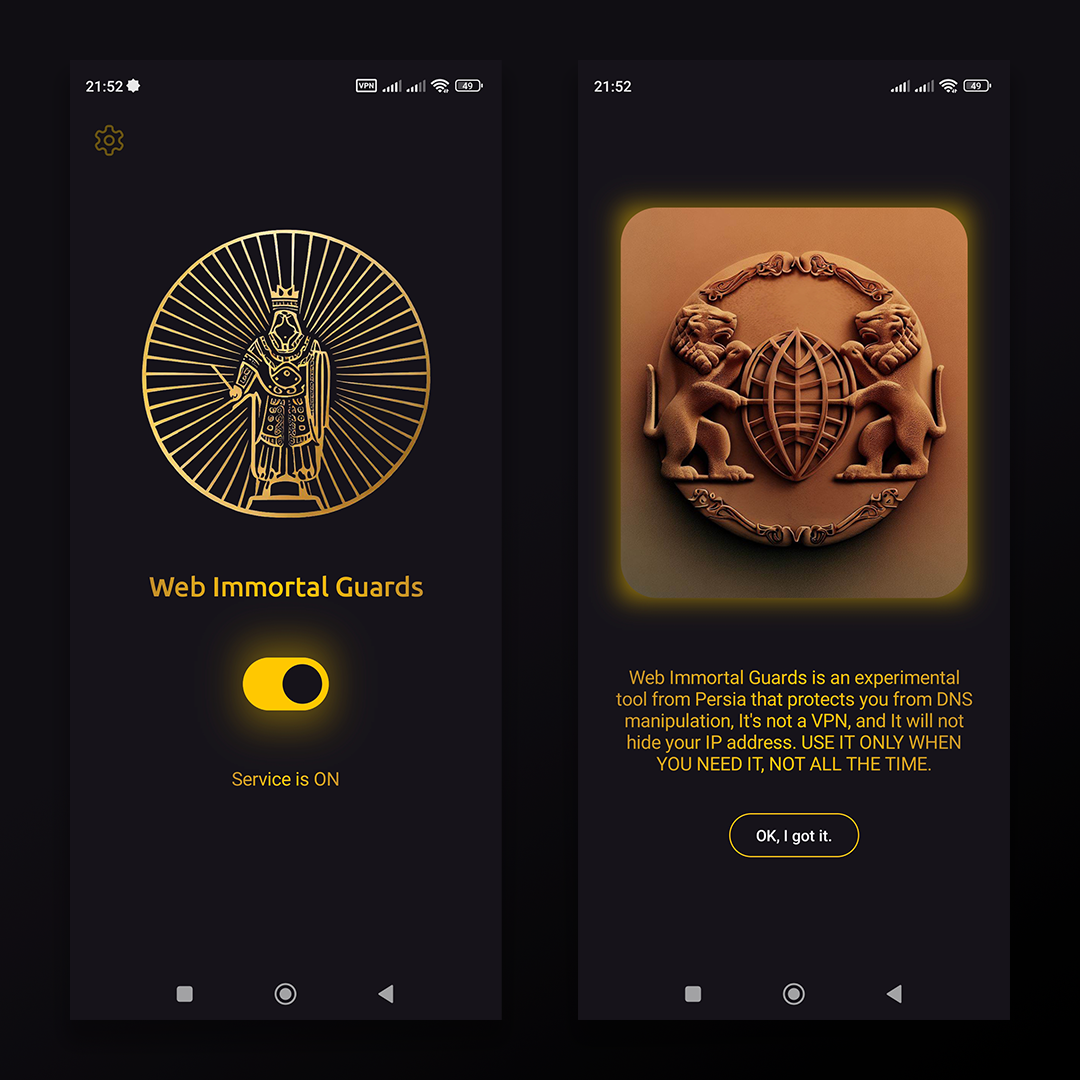 21:52
VPN
49
Web Immortal Guards
Service is ON
21:52
49
Web Immortal Guards is an experimental
tool from Persia that protects you from DNS
manipulation, It's not a VPN, and It will not
hide your IP address. USE IT ONLY WHEN
YOU NEED IT, NOT ALL THE TIME.
OK, I got it.